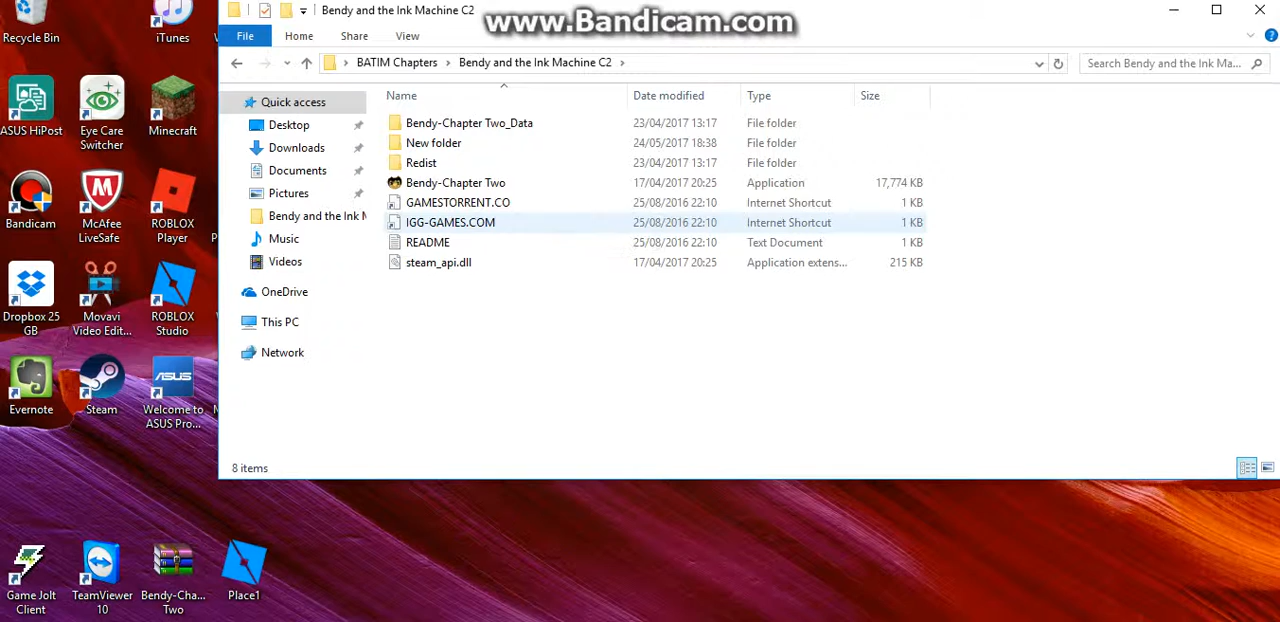 Bendy and the Ink Machine C2
www.Bandicam.com
File Home Share View
BATIM Chapters Bendy and the Ink Machine C2
Search Bendy and the Ink Ma...
Name Date modified Type Size
Quick access
Desktop
Downloads
Documents
Pictures
Bendy and the Ink
Music
Videos
OneDrive
This PC
Network
Bendy-Chapter Two_Data 23/04/2017 13:17 File folder
New folder 24/05/2017 18:38 File folder
Redist 23/04/2017 13:17 File folder
Bendy-Chapter Two 17/04/2017 20:25 Application 17,774 KB
GAMESTORRENT.CO 25/08/2016 22:10 Internet Shortcut 1 KB
IGG-GAMES.COM 25/08/2016 22:10 Internet Shortcut 1 KB
README 25/08/2016 22:10 Text Document 1 KB
steam_api.dll 17/04/2017 20:25 Application extens... 215 KB
8 items
Recycle Bin
iTunes
ASUS HiPost
Eye Care
Switcher
Minecraft
Bandicam
McAfee
LiveSafe
ROBLOX
Player
Dropbox 25
GB
Movavi
Video Edit...
ROBLOX
Studio
Evernote
Steam
Welcome to
ASUS Pro...
Game Jolt
Client
TeamViewer
10
Bendy-Cha...
Two
Place1